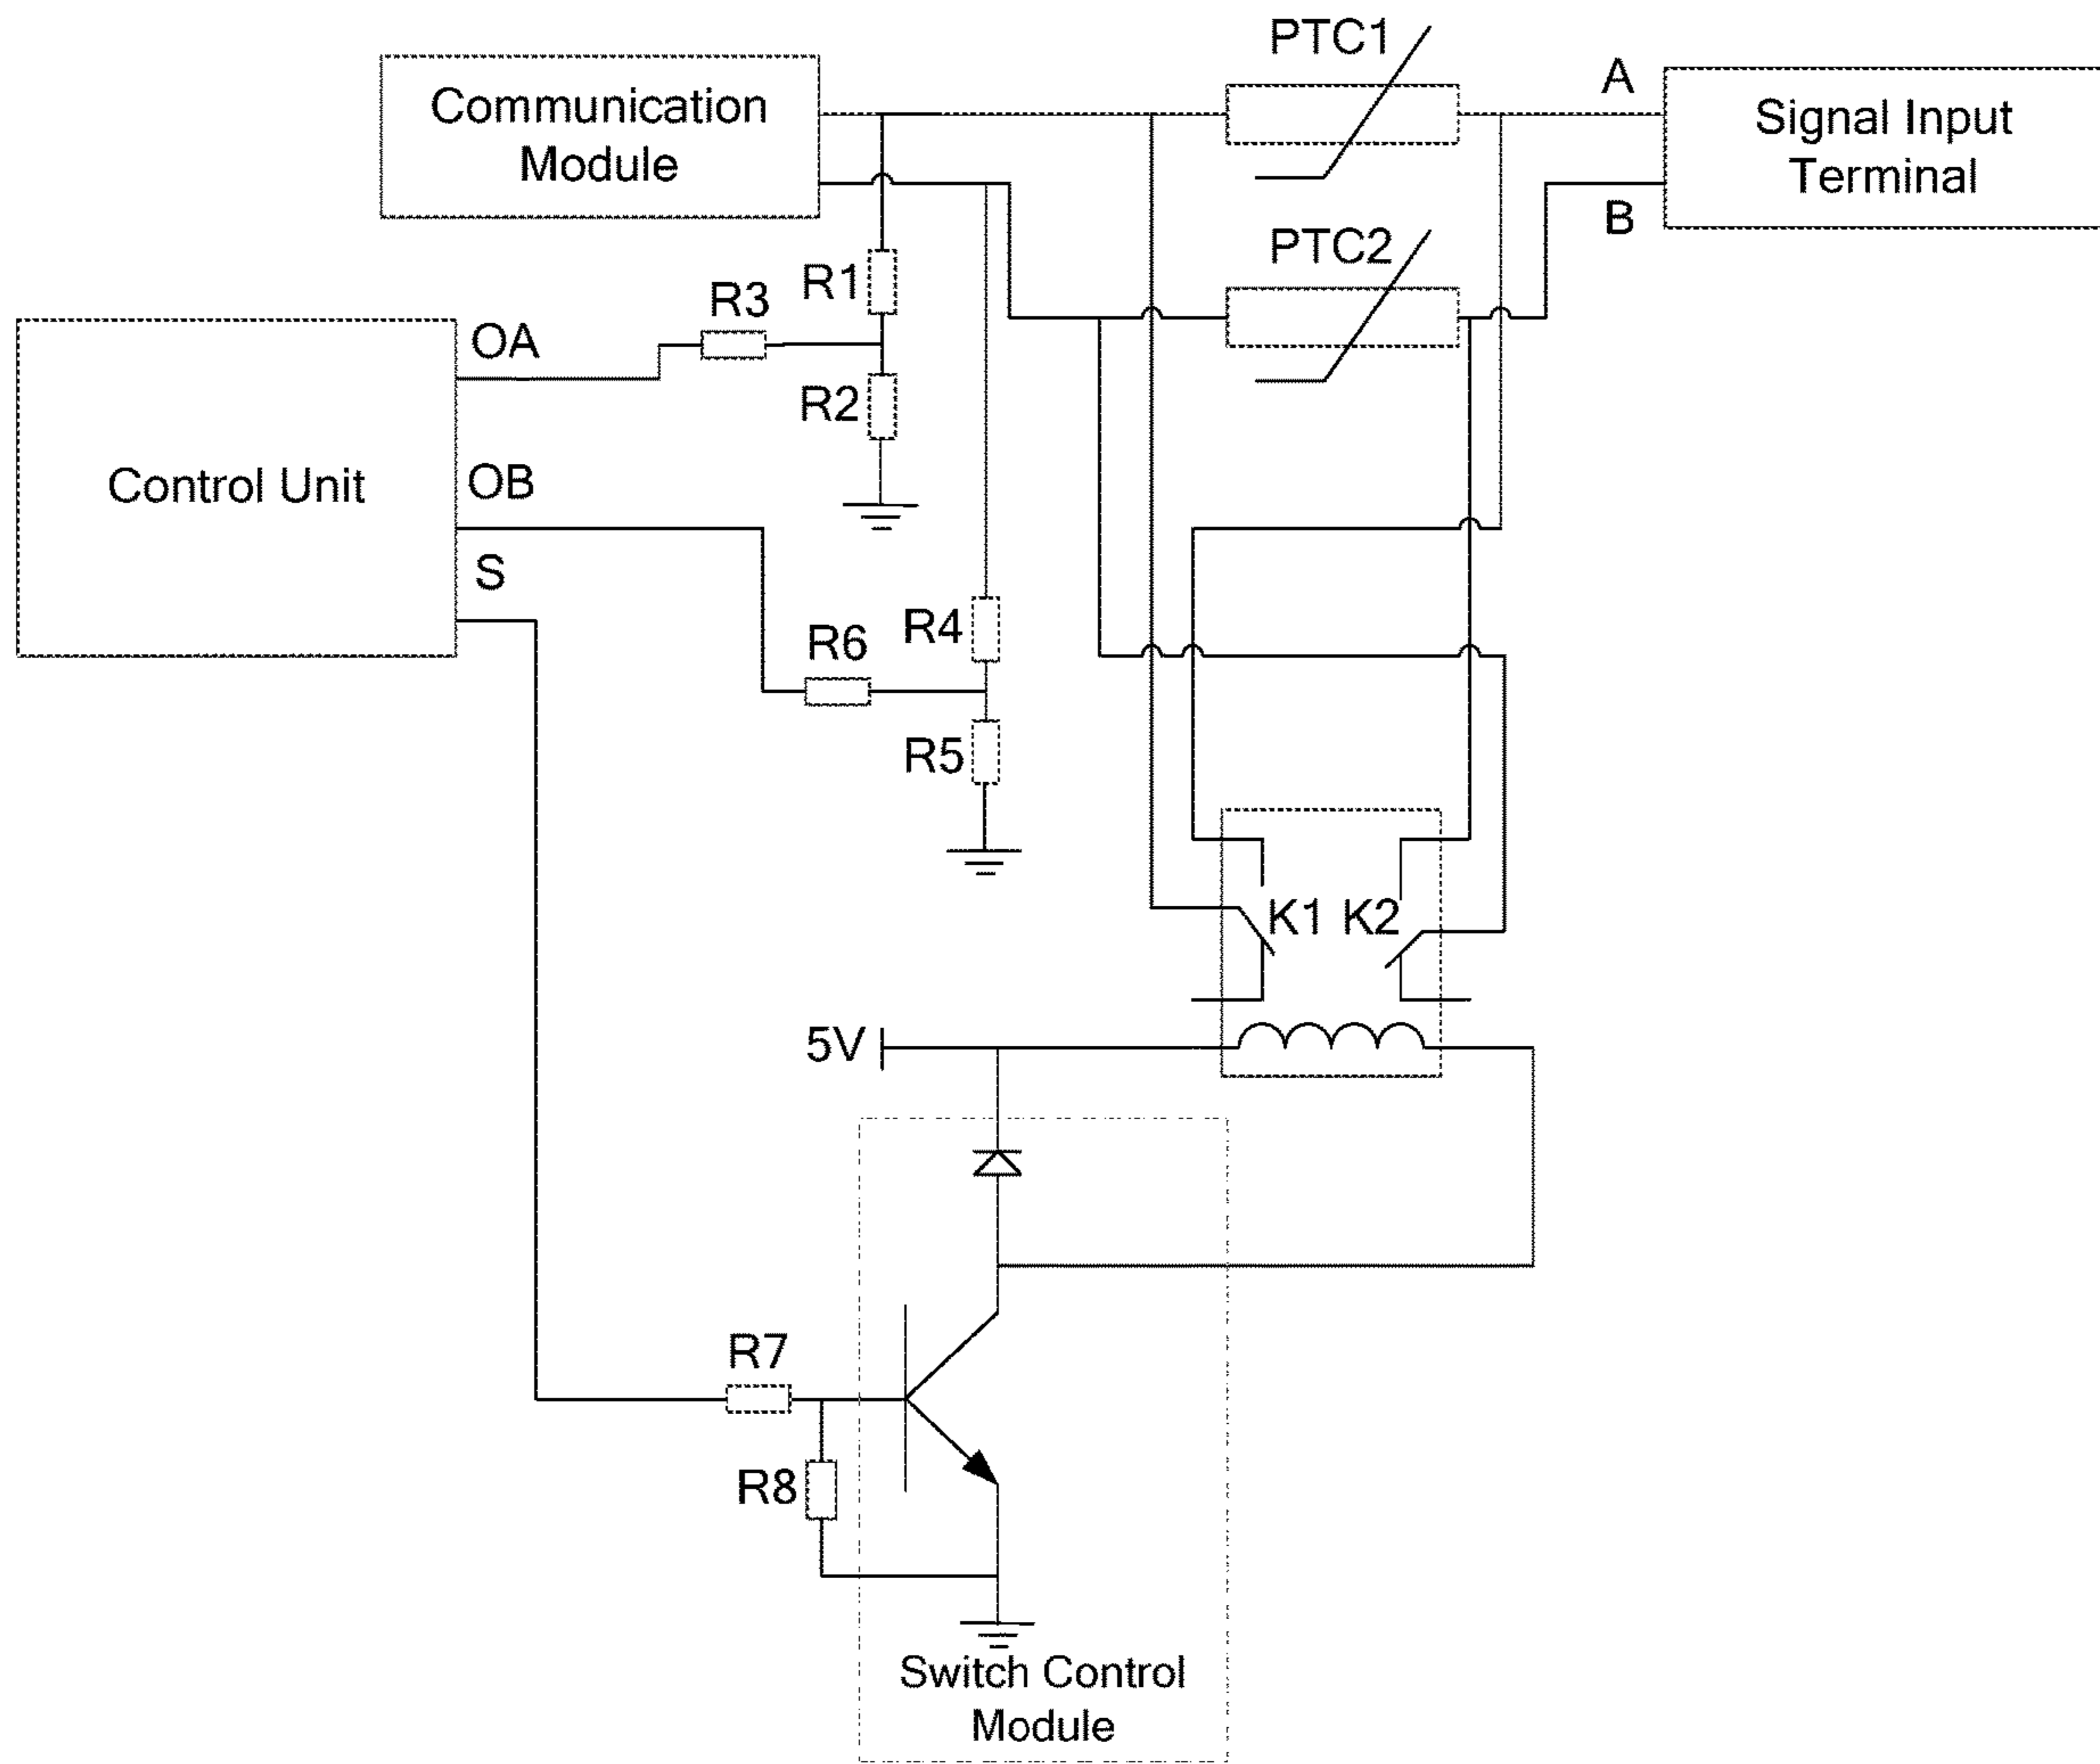 PTC1
Communication
Module
A
Signal Input
Terminal
B
PTC2
R1
R3
OA
R2
Control Unit
OB
S
R4
R6
R5
K1 K2
5V
R7
R8
Switch Control
Module